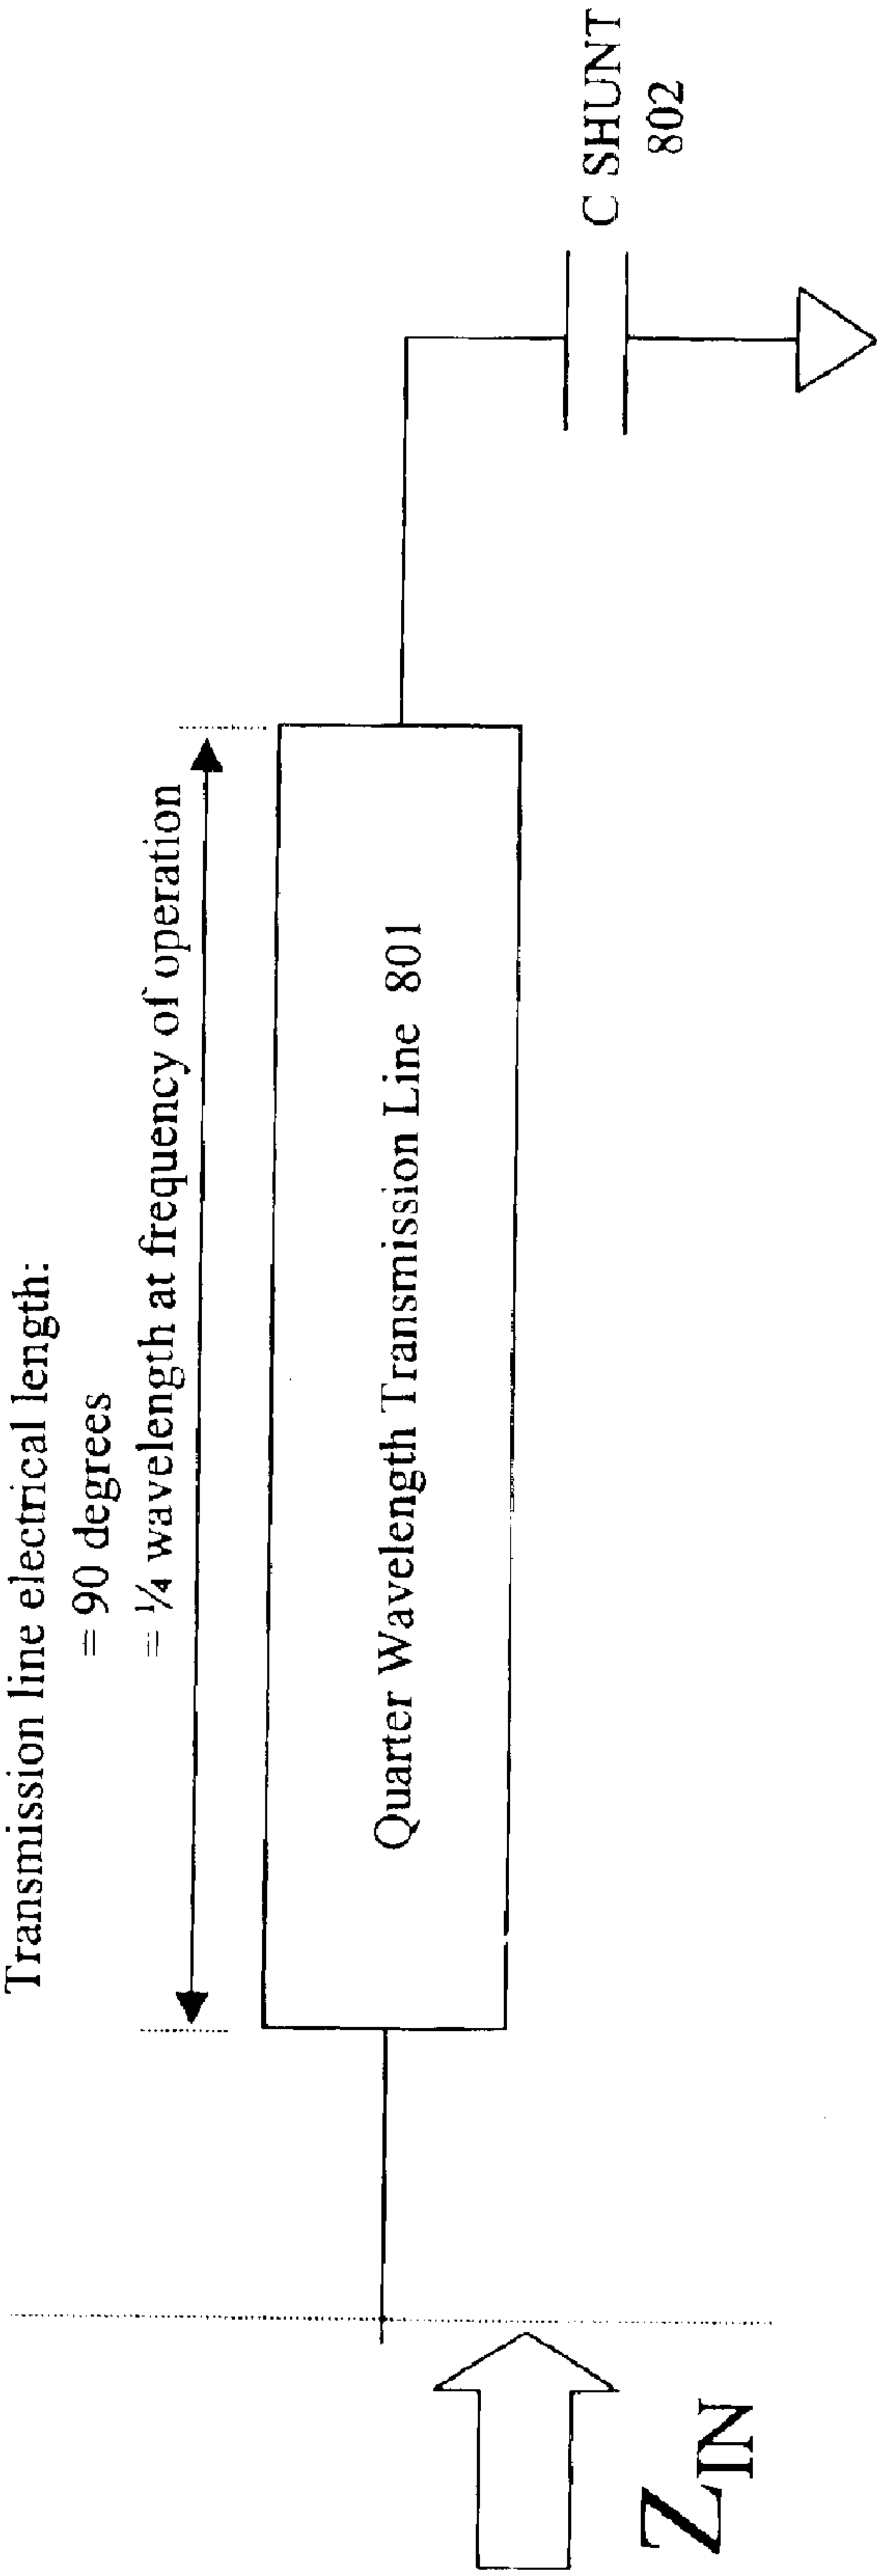 Transmission line electrical length:
= 90 degrees
= ¼ wavelength at frequency of operation
Quarter Wavelength Transmission Line 801
C SHUNT
802
Z_IN